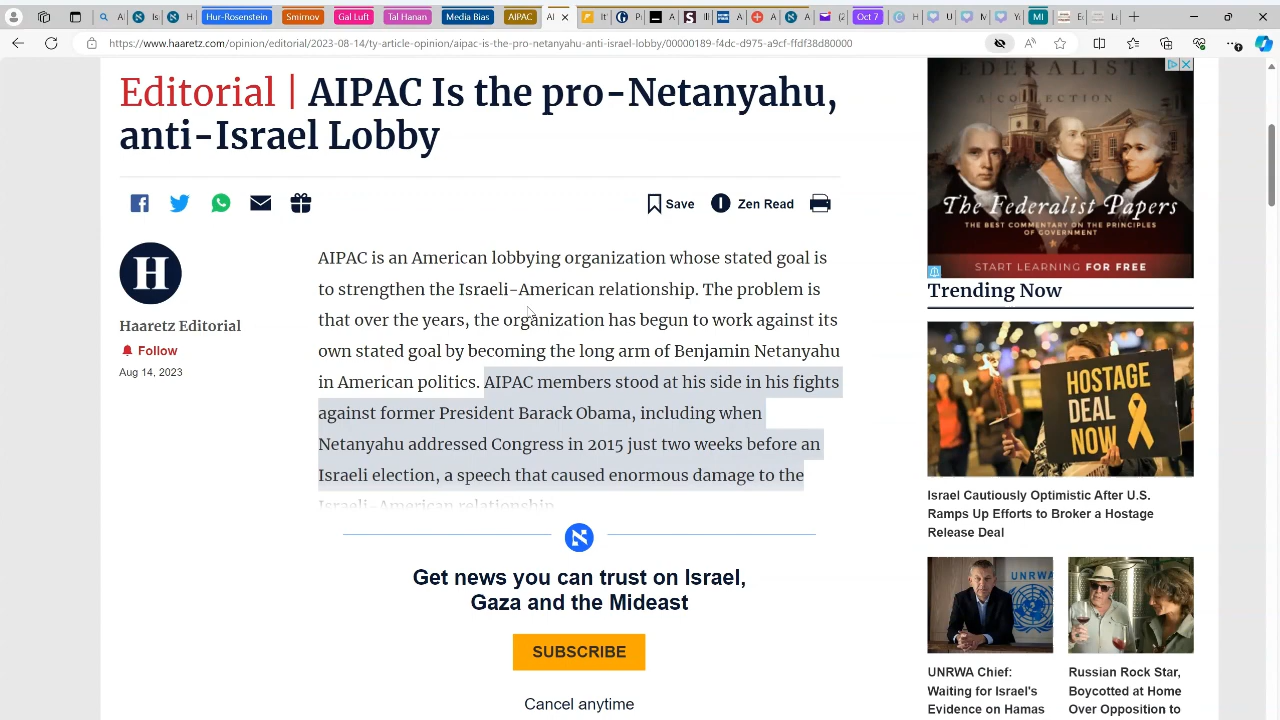 Hur-Rosenstein
Smirnov
Gal Luft
Tal Hanan
Media Bias
AIPAC
Oct 7
MI
https://www.haaretz.com/opinion/editorial/2023-08-14/ty-article-opinion/aipac-is-the-pro-netanyahu-anti-israel-lobby/00000189-f4dc-d975-a9cf-ffdf38d80000
Editorial | AIPAC Is the pro-Netanyahu,
anti-Israel Lobby
Save
Zen Read
H
Haaretz Editorial
Follow
Aug 14, 2023
AIPAC is an American lobbying organization whose stated goal is
to strengthen the Israeli-American relationship. The problem is
that over the years, the organization has begun to work against its
own stated goal by becoming the long arm of Benjamin Netanyahu
in American politics. AIPAC members stood at his side in his fights
against former President Barack Obama, including when
Netanyahu addressed Congress in 2015 just two weeks before an
Israeli election, a speech that caused enormous damage to the
Israeli-American relationship.
Get news you can trust on Israel,
Gaza and the Mideast
SUBSCRIBE
Cancel anytime
FEDERALIST
A COLLECTION
The Federalist Papers
THE BEST COMMENTARY ON THE PRINCIPLES
OF GOVERNMENT
START LEARNING FOR FREE
Trending Now
HOSTAGE
DEAL
NOW
Israel Cautiously Optimistic After U.S.
Ramps Up Efforts to Broker a Hostage
Release Deal
UNRWA
UNRWA Chief:
Waiting for Israel's
Evidence on Hamas
Russian Rock Star,
Boycotted at Home
Over Opposition to